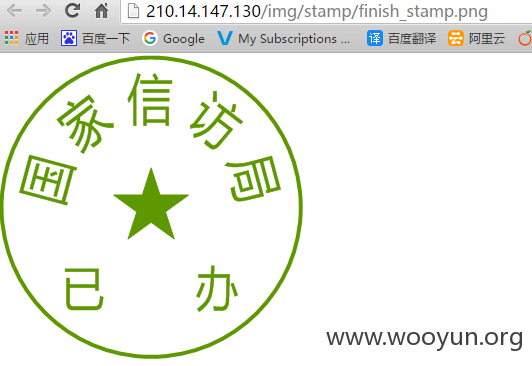 210.14.147.130/img/stamp/finish_stamp.png
应用 百度一下 Google My Subscriptions ... 百度翻译 阿里云
国家信访局
已办
www.wooyun.org